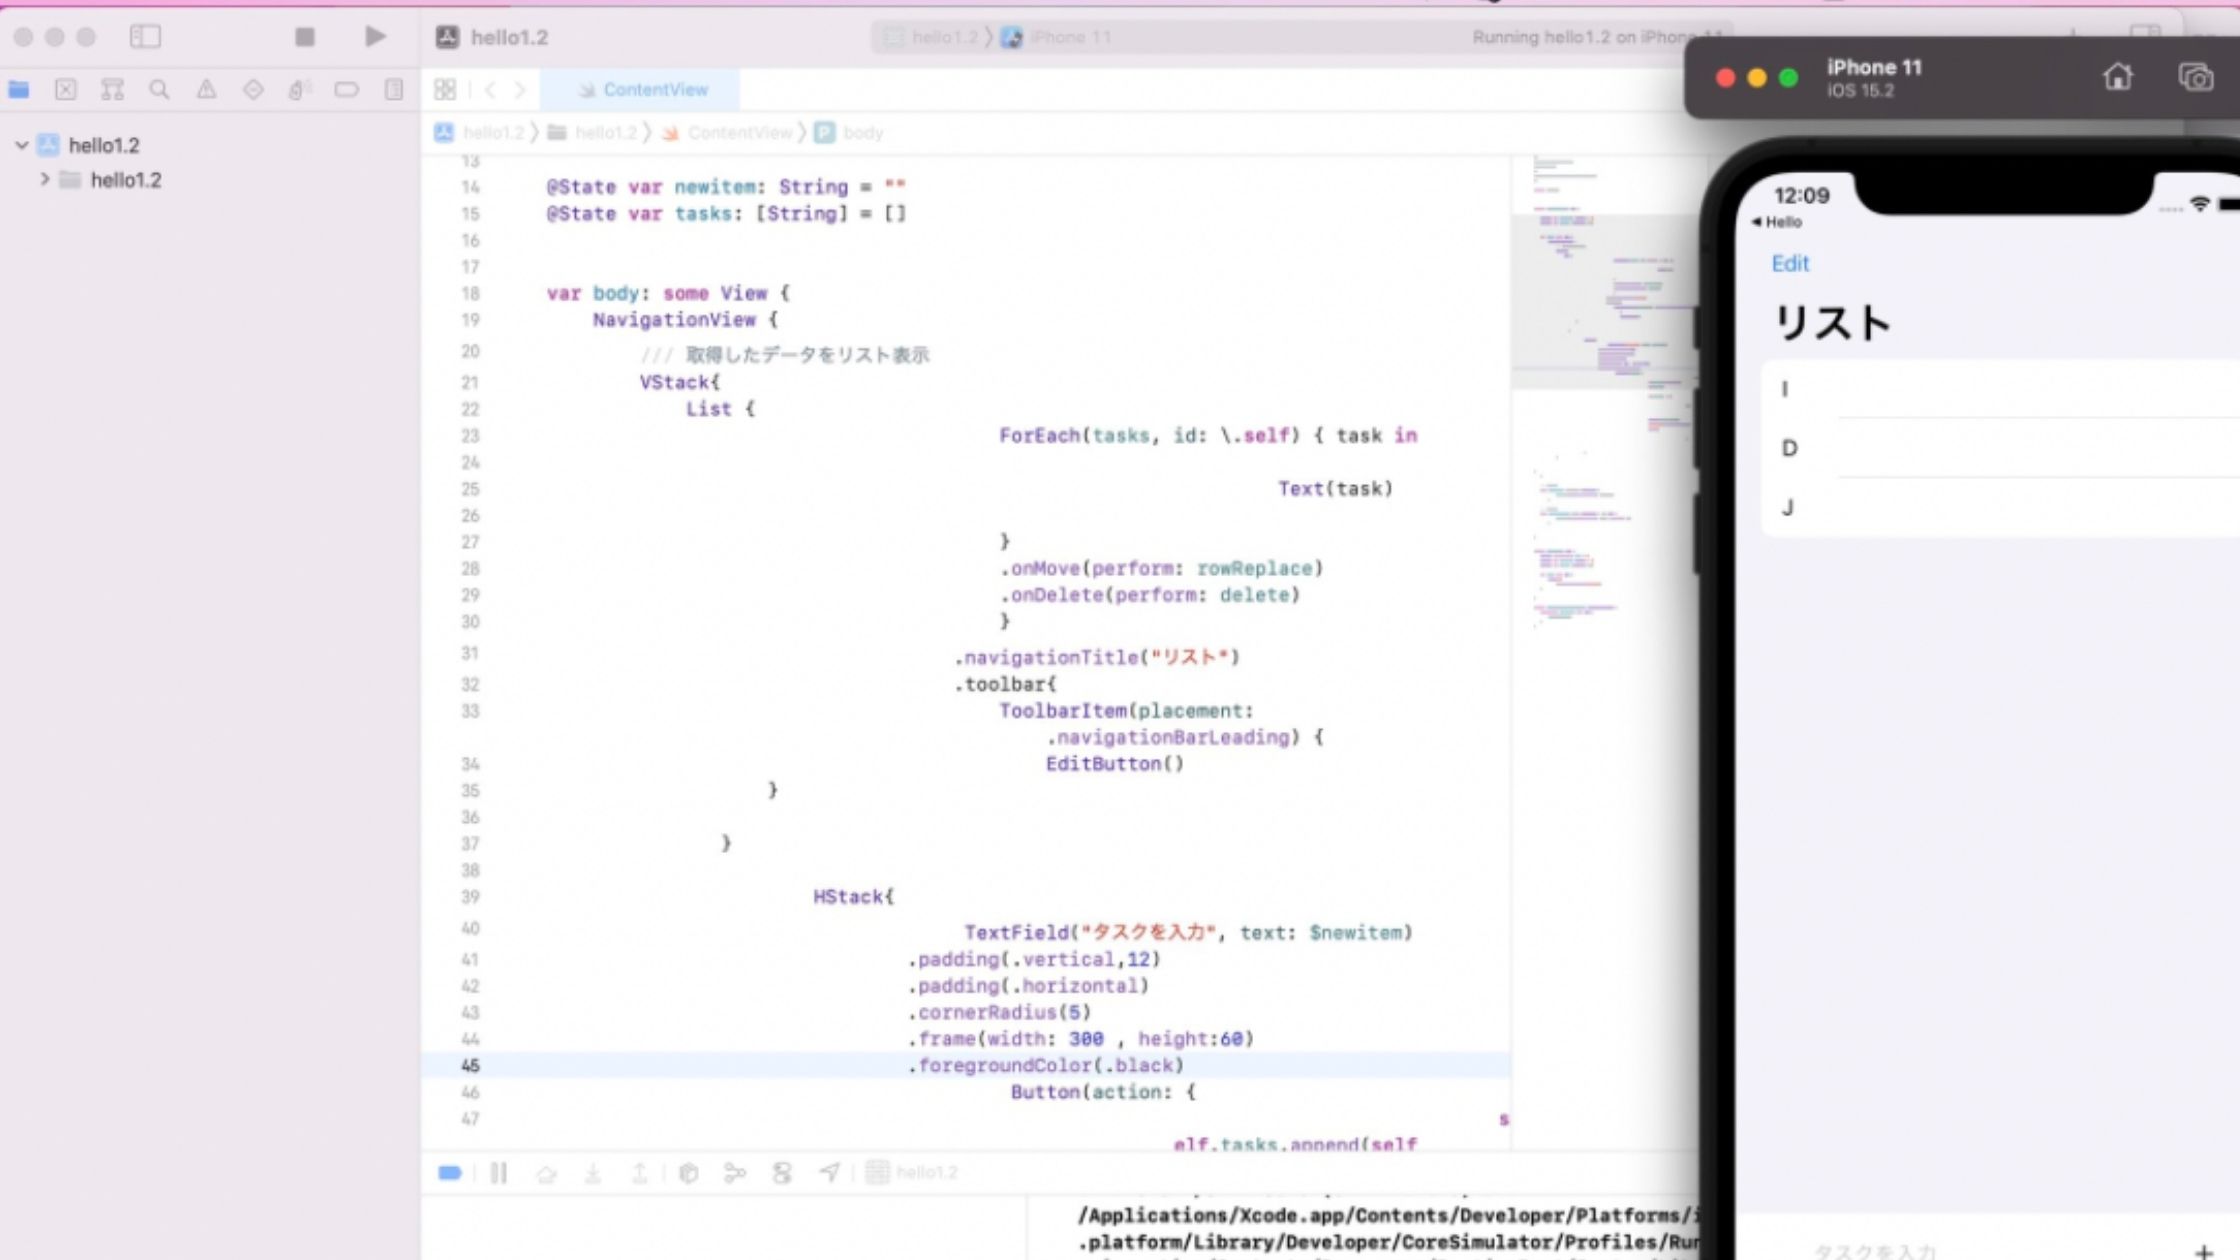 hello1.2
hello1.2 iPhone 11
Running hello1.2 on iPhone 11
ContentView
hello1.2 hello1.2 ContentView P body
hello1.2
hello1.2
13
14 @State var newitem: String = ""
15 @State var tasks: [String] = []
16
17
18 var body: some View {
19 NavigationView {
20 /// 取得したデータをリスト表示
21 VStack{
22 List {
23 ForEach(tasks, id: \.self) { task in
24
25 Text(task)
26
27 }
28 .onMove(perform: rowReplace)
29 .onDelete(perform: delete)
30 }
31 .navigationTitle("リスト")
32 .toolbar{
33 ToolbarItem(placement:
.navigationBarLeading) {
34 EditButton()
35 }
36
37 }
38
39 HStack{
40 TextField("タスクを入力", text: $newitem)
41 .padding(.vertical,12)
42 .padding(.horizontal)
43 .cornerRadius(5)
44 .frame(width: 300 , height:60)
45 .foregroundColor(.black)
46 Button(action: {
47 s
elf.tasks.append(self
hello1.2
/Applications/Xcode.app/Contents/Developer/Platforms/i
.platform/Library/Developer/CoreSimulator/Profiles/Run
iPhone 11
iOS 15.2
12:09
◀ Hello
Edit
リスト
I
D
J
タスクを入力 +